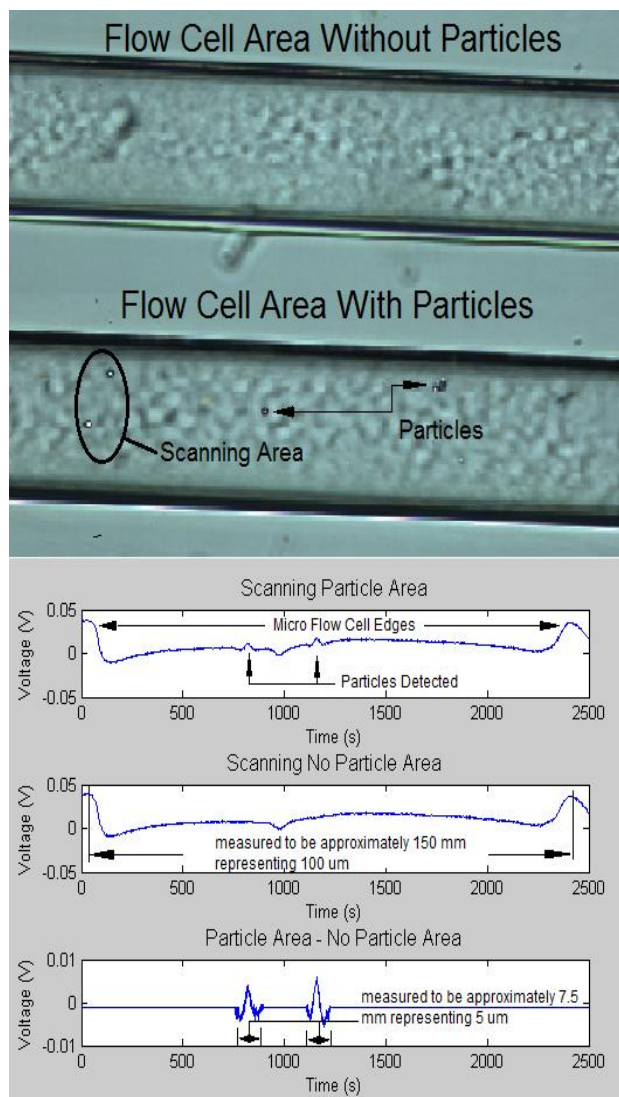 Flow Cell Area Without Particles
Flow Cell Area With Particles
Particles
Scanning Area
Scanning Particle Area
0.05
0
-0.05
Voltage (V)
Micro Flow Cell Edges
Particles Detected
0 500 1000 1500 2000 2500
Time (s)
Scanning No Particle Area
0.05
0
-0.05
Voltage (V)
measured to be approximately 150 mm
representing 100 um
0 500 1000 1500 2000 2500
Time (s)
Particle Area - No Particle Area
0.01
0
-0.01
Voltage (V)
measured to be approximately 7.5
mm representing 5 um
0 500 1000 1500 2000 2500
Time (s)